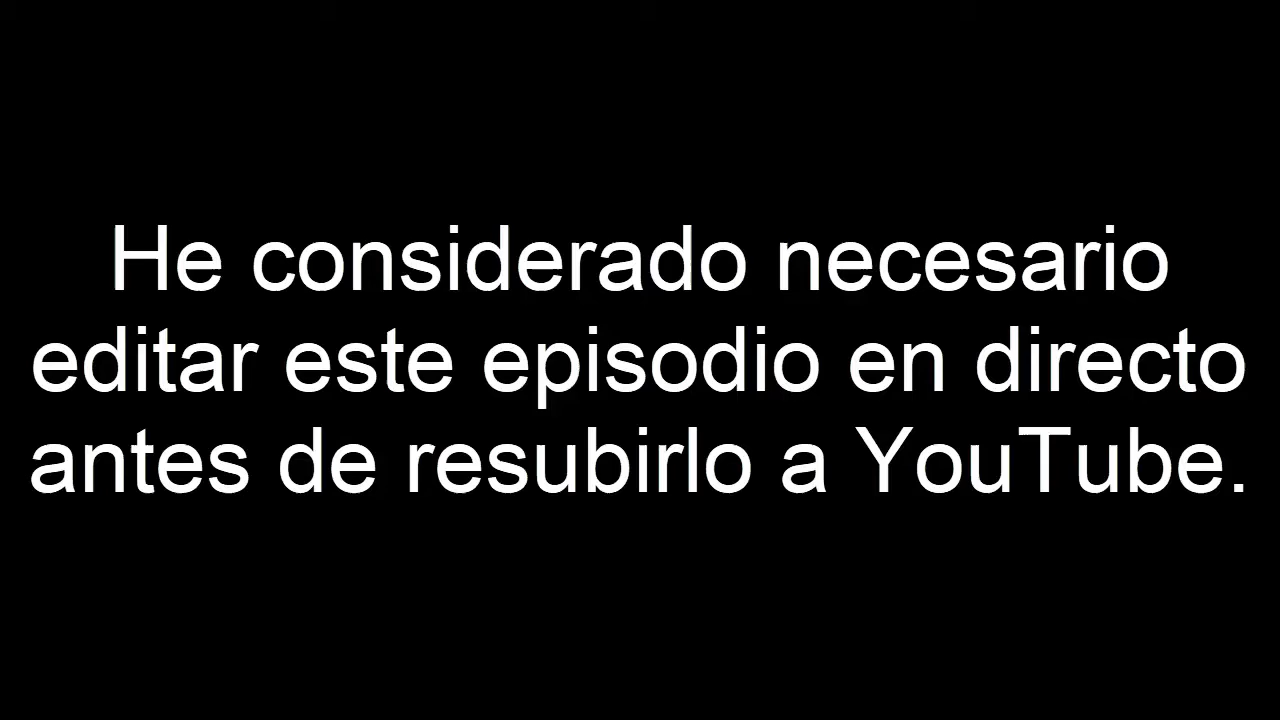 He considerado necesario
editar este episodio en directo
antes de resubirlo a YouTube.